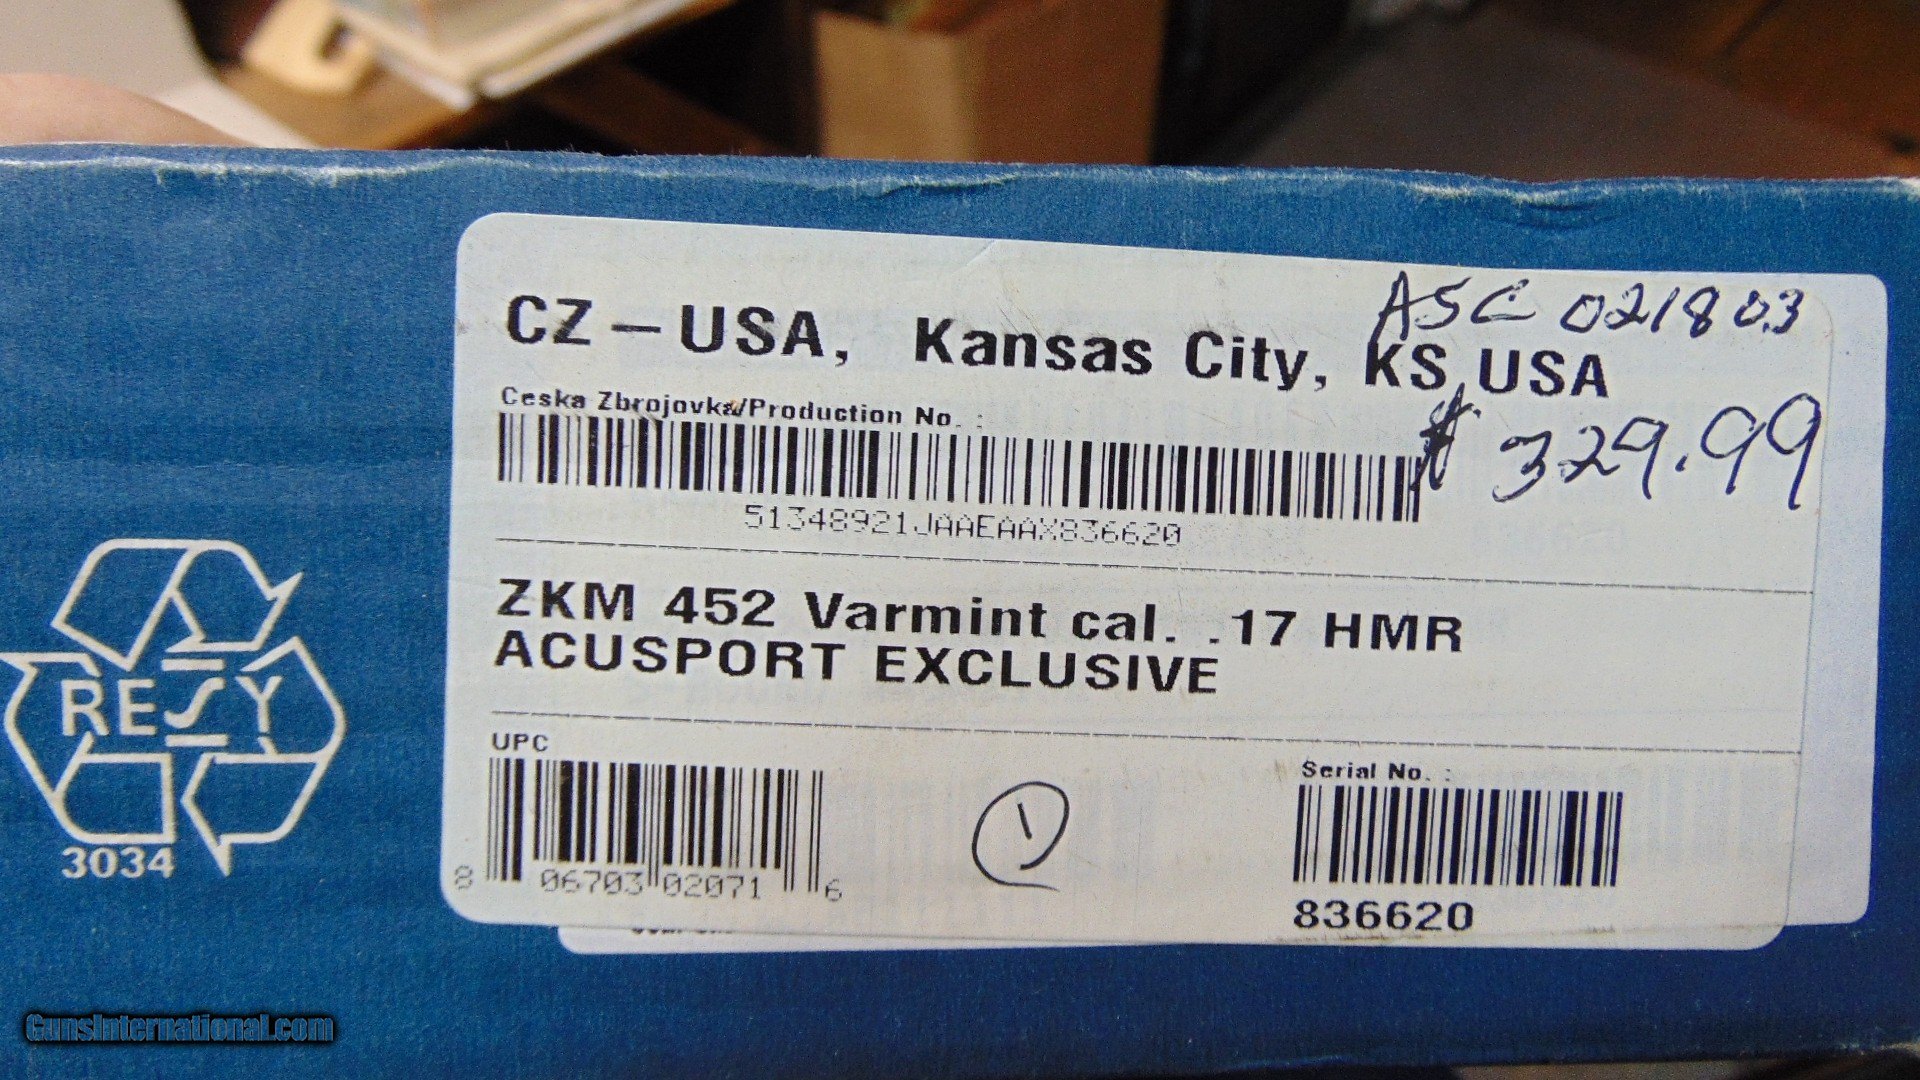 ASC 021803
CZ – USA, Kansas City, KS, USA
Ceska Zbrojovka/Production No. :
$ 329.99
51348921JAAEAAX836620
ZKM 452 Varmint cal. .17 HMR
ACUSPORT EXCLUSIVE
UPC
8 06703 02071 6
1
Serial No. :
836620
RESY
3034
GunsInternational.com